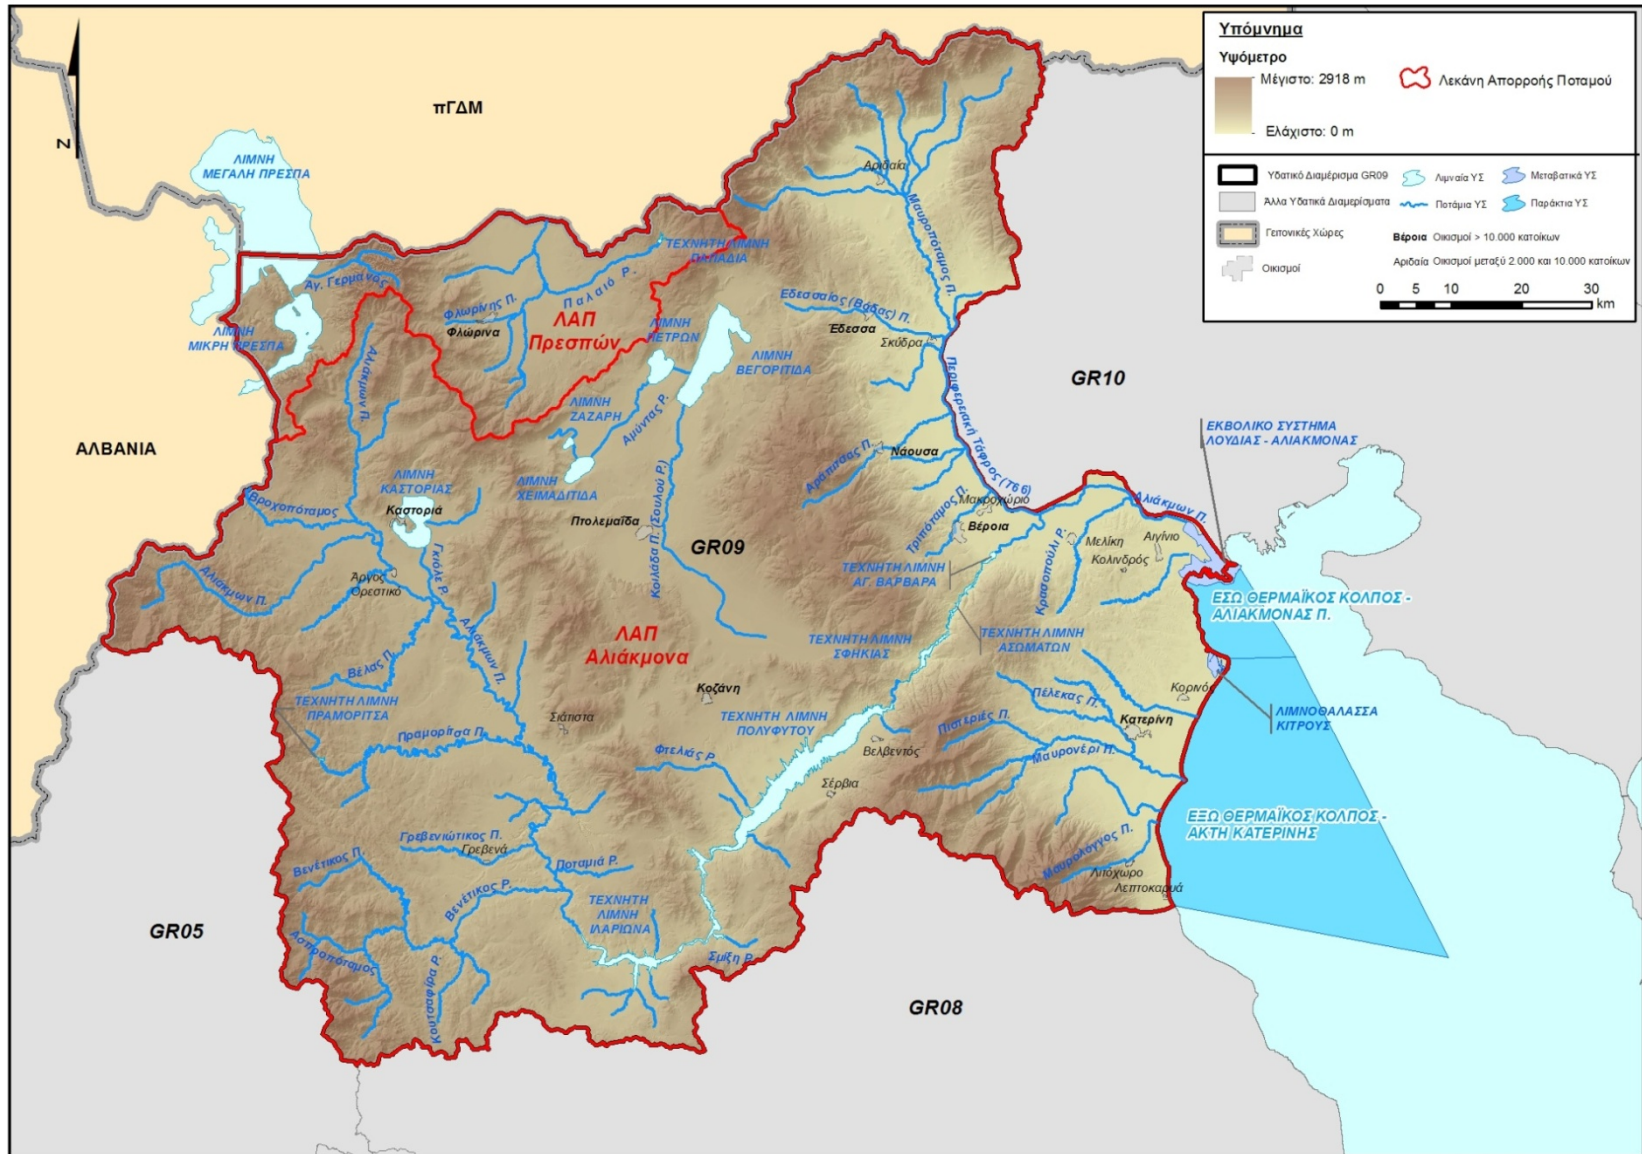 Υπόμνημα
Υψόμετρο
Μέγιστο: 2918 m
Λεκάνη Απορροής Ποταμού
Ελάχιστο: 0 m
Υδατικό Διαμέρισμα GR09
Λιμναία ΥΣ
Μεταβατικά ΥΣ
Άλλα Υδατικά Διαμερίσματα
Ποτάμια ΥΣ
Παράκτια ΥΣ
Γειτονικές Χώρες
Βέροια Οικισμοί > 10.000 κατοίκων
Οικισμοί
Αριδαία Οικισμοί μεταξύ 2.000 και 10.000 κατοίκων
0 5 10 20 30
km
N
πΓΔΜ
ΛΙΜΝΗ
ΜΕΓΑΛΗ ΠΡΕΣΠΑ
Αριδαία
Μαυροπόταμος Π.
ΤΕΧΝΗΤΗ ΛΙΜΝΗ
ΠΑΠΑΔΙΑ
Αγ. Γερμανός
Παλαιό Ρ.
Φλωρίνης Π.
Φλώρινα
ΛΑΠ
Πρεσπών
ΛΙΜΝΗ
ΜΙΚΡΗ ΠΡΕΣΠΑ
ΛΙΜΝΗ
ΠΕΤΡΩΝ
Εδεσσαίος (Βόδας) Π.
Έδεσσα
Σκύδρα
ΛΙΜΝΗ
ΒΕΓΟΡΙΤΙΔΑ
Αλιάκμων Π.
GR10
Περιφερειακή Τάφρος (Τ66)
ΛΙΜΝΗ
ΖΑΖΑΡΗ
Αμύντας Ρ.
ΑΛΒΑΝΙΑ
ΕΚΒΟΛΙΚΟ ΣΥΣΤΗΜΑ
ΛΟΥΔΙΑΣ - ΑΛΙΑΚΜΟΝΑΣ
Νάουσα
Αράπιτσας Π.
ΛΙΜΝΗ
ΚΑΣΤΟΡΙΑΣ
Καστοριά
ΛΙΜΝΗ
ΧΕΙΜΑΔΙΤΙΔΑ
Βροχοπόταμος
Κοιλάδα Π. (Σουλού Ρ.)
Πτολεμαΐδα
GR09
Μακροχώριο
Βέροια
Τριπόταμος Π.
Αλιάκμων Π.
Αιγίνιο
Μελίκη
Κολινδρός
Κρασοπούλι Ρ.
ΤΕΧΝΗΤΗ ΛΙΜΝΗ
ΑΓ. ΒΑΡΒΑΡΑ
Γκιόλε Ρ.
Άργος
Ορεστικό
Αλιάκμων Π.
ΕΣΩ ΘΕΡΜΑΪΚΟΣ ΚΟΛΠΟΣ -
ΑΛΙΑΚΜΟΝΑΣ Π.
Αλιάκμων Π.
ΛΑΠ
Αλιάκμονα
ΤΕΧΝΗΤΗ ΛΙΜΝΗ
ΣΦΗΚΙΑΣ
ΤΕΧΝΗΤΗ ΛΙΜΝΗ
ΑΣΩΜΑΤΩΝ
Βέλας Π.
Κοζάνη
Πέλεκας Π.
Κορινός
Κατερίνη
ΤΕΧΝΗΤΗ ΛΙΜΝΗ
ΠΡΑΜΟΡΙΤΣΑ
Σιάτιστα
ΤΕΧΝΗΤΗ ΛΙΜΝΗ
ΠΟΛΥΦΥΤΟΥ
Πιστεριές Π.
ΛΙΜΝΟΘΑΛΑΣΣΑ
ΚΙΤΡΟΥΣ
Πραμορίτσα Π.
Φτελιάς Ρ.
Βελβεντός
Μαυρονέρι Π.
Σέρβια
ΕΞΩ ΘΕΡΜΑΪΚΟΣ ΚΟΛΠΟΣ -
ΑΚΤΗ ΚΑΤΕΡΙΝΗΣ
Γρεβενιώτικος Π.
Γρεβενά
Μαυρολόγγος Π.
Λιτόχωρο
Λεπτοκαρυά
Βενέτικος Π.
Ποταμιά Ρ.
Βενέτικος Ρ.
ΤΕΧΝΗΤΗ
ΛΙΜΝΗ
ΙΛΑΡΙΩΝΑ
GR05
Ασπροπόταμος
Κουτσαφίρα Ρ.
Σμίξη Ρ.
GR08